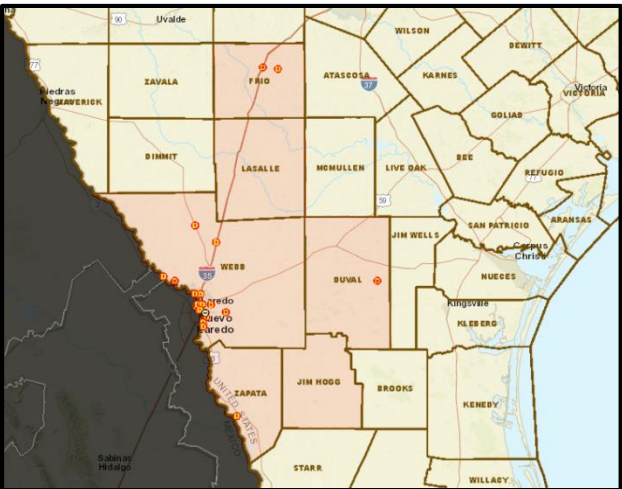 90
Uvalde
WILSON
DEWITT
77
ZAVALA
FRIO
ATASCOSA
37
KARNES
Victoria
VICTORIA
Piedras
MAVERICK
GOLIAD
DIMMIT
LASALLE
MCMULLEN
LIVE OAK
BEE
REFUGIO
77
59
ARANSAS
SAN PATRICIO
JIM WELLS
WEBB
35
Corpus
Christi
DUVAL
NUECES
Laredo
Kingsville
Nuevo
Laredo
KLEBERG
ZAPATA
JIM HOGG
BROOKS
KENEDY
UNITED STATES
MEXICO
Sabinas
Hidalgo
STARR
WILLACY